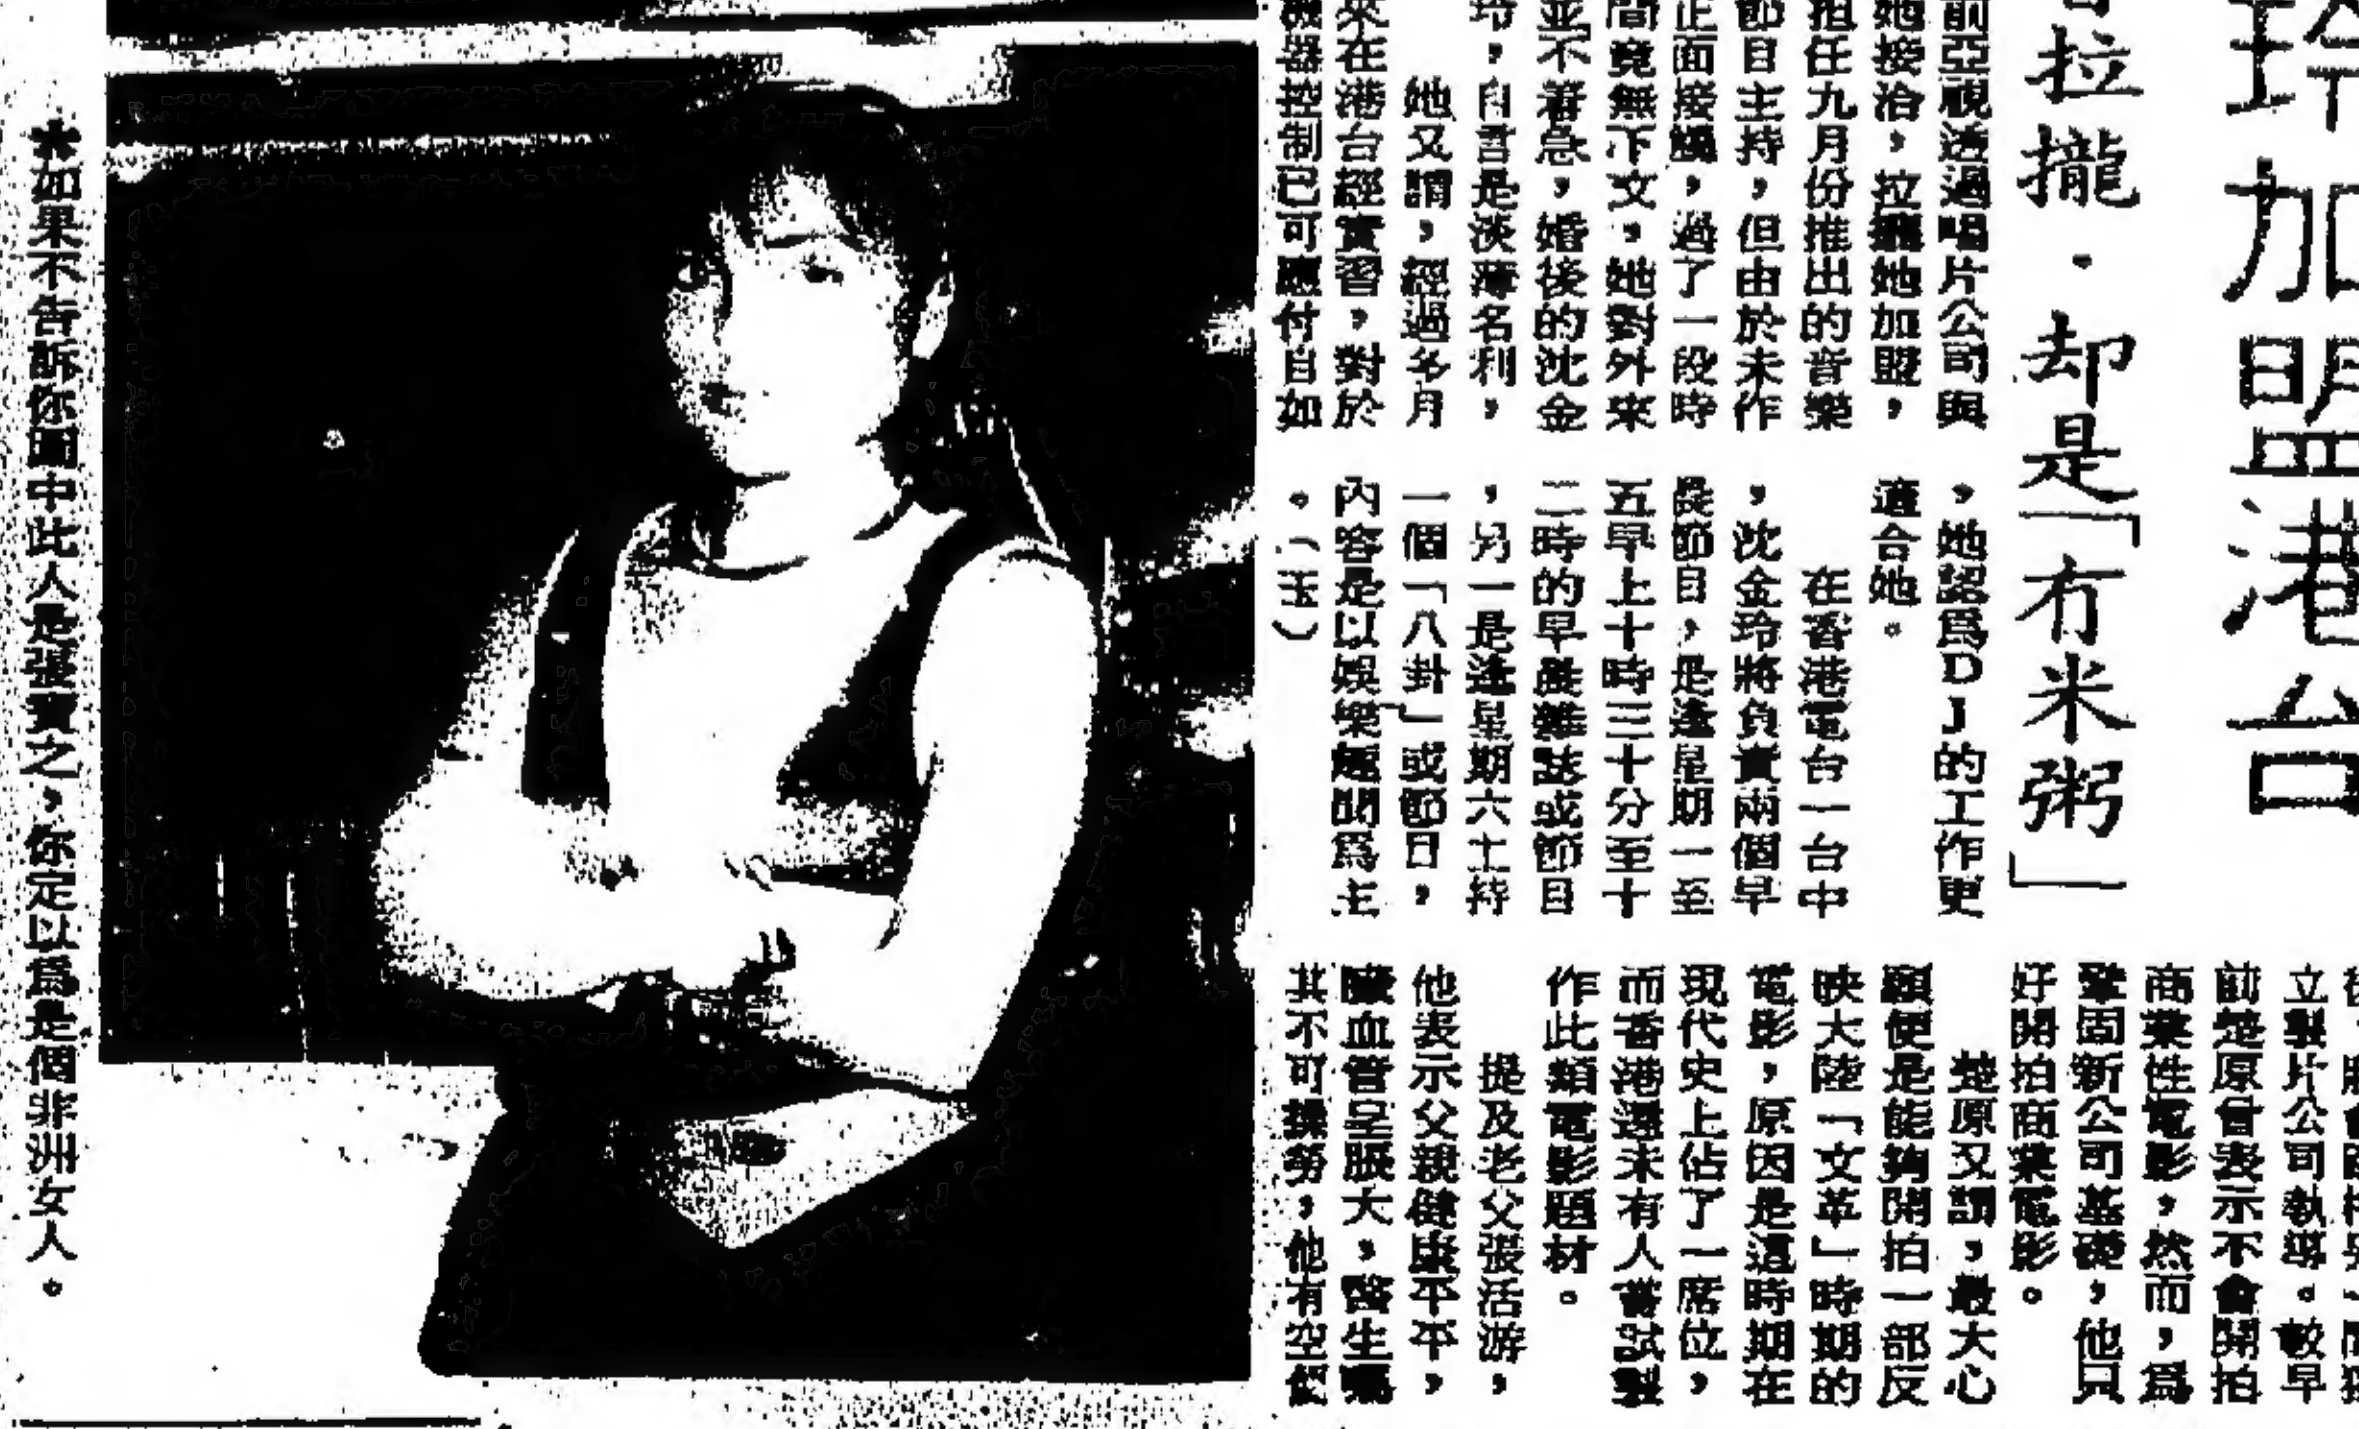 玲加盟港台
拉攏．却是「冇米粥」
前亞視透過唱片公司與
她接洽，拉攏她加盟，
担任九月份推出的音樂
節目主持，但由於未作
正面接觸，過了一段時
間竟無下文，她對外來
並不着急，婚後的沈金
玲，自言是淡薄名利，
她又謂，經過多月
來在港台經實習，對於
機器控制已可應付自如
，她認爲DJ的工作更
適合她。
在香港電台一台中
，沈金玲將負責兩個早
晨節目，是逢星期一至
五早上十時三十分至十
二時的早晨雜誌或節目
，另一是逢星期六主持
一個「八卦」或節目，
內容是以娛樂趣聞爲主
。（玉）
立製片公司執導。較早
前楚原曾表示不會開拍
商業性電影，然而，爲
鞏固新公司基礎，他只
好開拍商業電影。
楚原又謂，最大心
願便是能夠開拍一部反
映大陸「文革」時期的
電影，原因是這時期在
現代史上佔了一席位，
而香港還未有人嘗試製
作此類電影題材。
提及老父張活游，
他表示父親健康平平，
血管呈脹大，醫生囑
其不可操勞，他有空便
★如果不告訴你圖中此人是張寶之，你定以爲是個非洲女人。